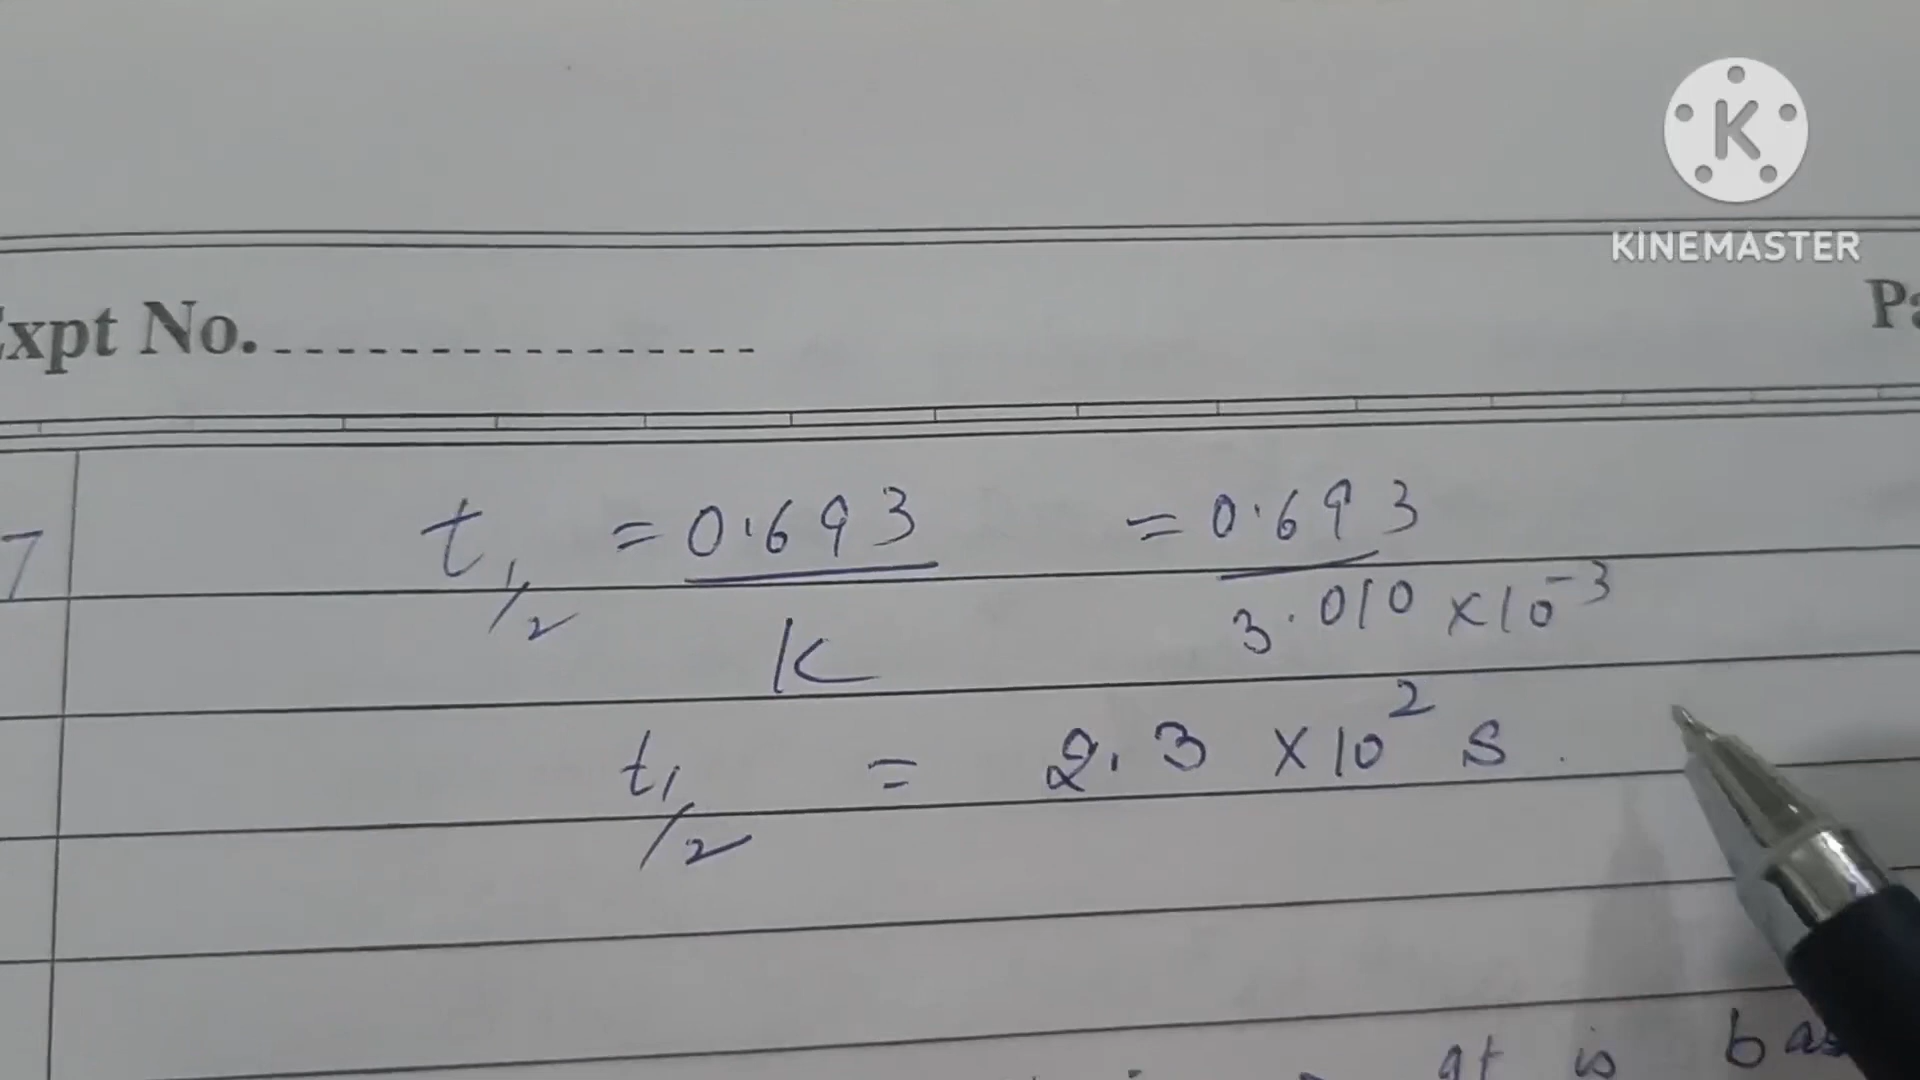 K
KINEMASTER
Expt No.
Pa
7
t1/2 = 0.693/K = 0.693/3.010 x 10^-3
t1/2 = 2.3 x 10^2 s.
at is bas